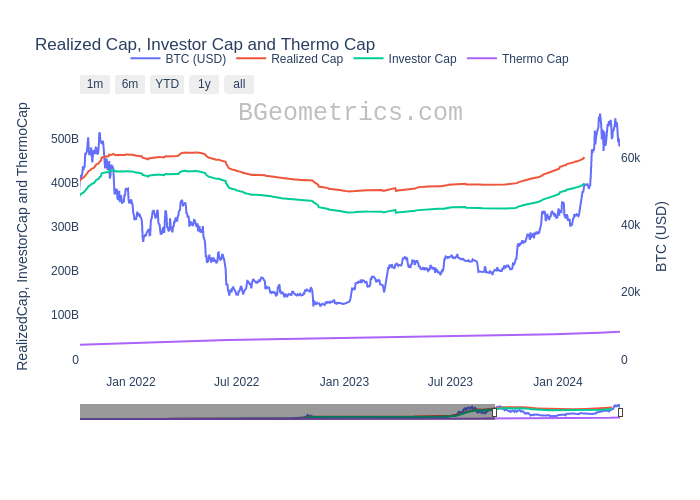 Realized Cap, Investor Cap and Thermo Cap
BTC (USD) Realized Cap Investor Cap Thermo Cap
1m 6m YTD 1y all
BGeometrics.com
RealizedCap, InvestorCap and ThermoCap
500B
400B
300B
200B
100B
0
60k
40k
20k
0
BTC (USD)
Jan 2022 Jul 2022 Jan 2023 Jul 2023 Jan 2024